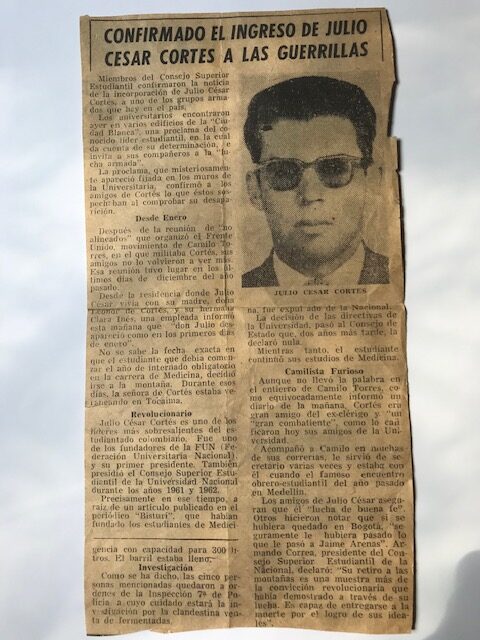 CONFIRMADO EL INGRESO DE JULIO
CESAR CORTES A LAS GUERRILLAS
Miembros del Consejo Superior
Estudiantil confirmaron la noticia
de la incorporación de Julio César
Cortés, a uno de los grupos arma-
dos que hay en el país.
Los universitarios encontraron
ayer en varios edificios de la "Ciu-
dad Blanca", una proclama del co-
nocido líder estudiantil, en la cual
da cuenta de su determinación, e
invita a sus compañeros a la "lu-
cha armada".
La proclama, que misteriosamen-
te apareció fijada en los muros de
la Universitaria, confirmó a los
amigos de Cortés lo que éstos sos-
pechaban al comprobar su desapa-
rición.
Desde Enero
Después de la reunión de "no
alineados" que organizó el Frente
Unido, movimiento de Camilo To-
rres, en el que militaba Cortés, sus
amigos no lo volvieron a ver más.
Esa reunión tuvo lugar en los úl-
timos días de diciembre del año
pasado.
Desde la residencia donde Julio
César vivía con su madre, doña
Leonor de Cortés, y su hermana
Clara Inés, una empleada informó
esta mañana que "don Julio des-
apareció como en los primeros días
de enero".
No se sabe la fecha exacta en
que el estudiante que debía comen-
zar el año de internado obligatorio
en la carrera de Medicina, decidió
irse a la montaña. Durante esos
días, la señora de Cortés estaba ve-
raneando en Tocaima.
Revolucionario
Julio César Cortés es uno de los
líderes más sobresalientes del es-
tudiantado colombiano. Fue uno
de los fundadores de la FUN (Fe-
deración Universitaria Nacional),
y su primer presidente. También
presidió el Consejo Superior Estu-
diantil de la Universidad Nacional
durante los años 1961 y 1962.
Precisamente en ese tiempo, a
raíz de un artículo publicado en el
periódico "Bisturí", que habían
fundado los estudiantes de Medici
gencia con capacidad para 300 li-
tros. El barril estaba lleno.
Investigación
Como se ha dicho, las cinco per-
sonas mencionadas quedaron a ór-
denes de la Inspección 7ª de Po-
licía a cuyo cuidado estará la in-
vestigación por la clandestina ven-
ta de fermentadas.
JULIO CESAR CORTES
na, fue expulsado de la Nacional.
La decisión de las directivas de
la Universidad, pasó al Consejo de
Estado que, dos años más tarde, la
declaró nula.
Mientras tanto, el estudiante
continuó sus estudios de Medicina.
Camilista Furioso
Aunque no llevó la palabra en
el entierro de Camilo Torres, co-
mo equivocadamente informó un
diario de la mañana, Cortés era
gran amigo del ex-clérigo y "un
gran combatiente", como lo cali-
ficaron hoy sus amigos de la Uni-
versidad.
Acompañó a Camilo en muchas
de sus correrías, le sirvió de se-
cretario varias veces y estaba con
él cuando el famoso encuentro
obrero-estudiantil del año pasado
en Medellín.
Los amigos de Julio César asegu-
ran que él "lucha de buena fe".
Otros hicieron notar que si se
hubiera quedado en Bogotá, "se-
guramente le hubiera pasado lo
que le pasó a Jaime Arenas". Ar-
mando Correa, presidente del Con-
sejo Superior Estudiantil de la
Nacional, declaró: "Su retiro a las
montañas es una muestra más de
la convicción revolucionaria que
había demostrado a través de su
lucha. Es capaz de entregarse a la
muerte por el logro de sus idea-
les".